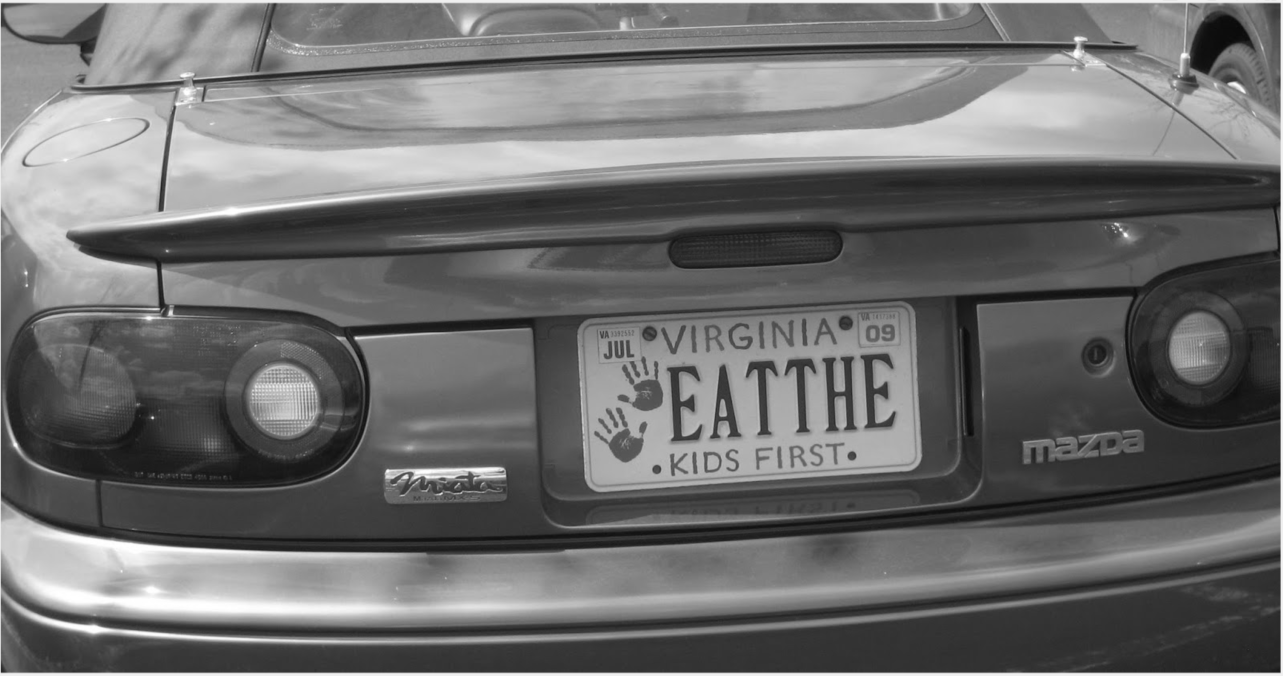 VA
JUL
VIRGINIA
VA
09
EATTHE
KIDS FIRST
Miata
mazda